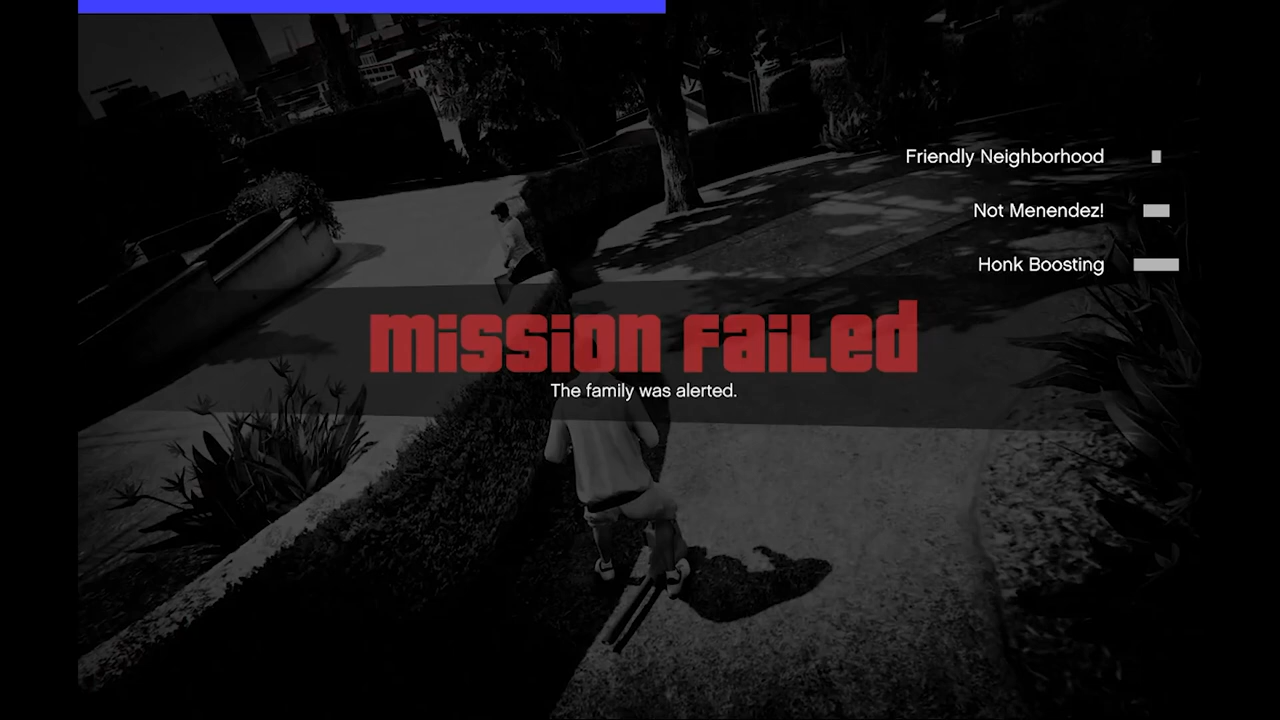 Friendly Neighborhood
Not Menendez!
Honk Boosting
mission failed
The family was alerted.